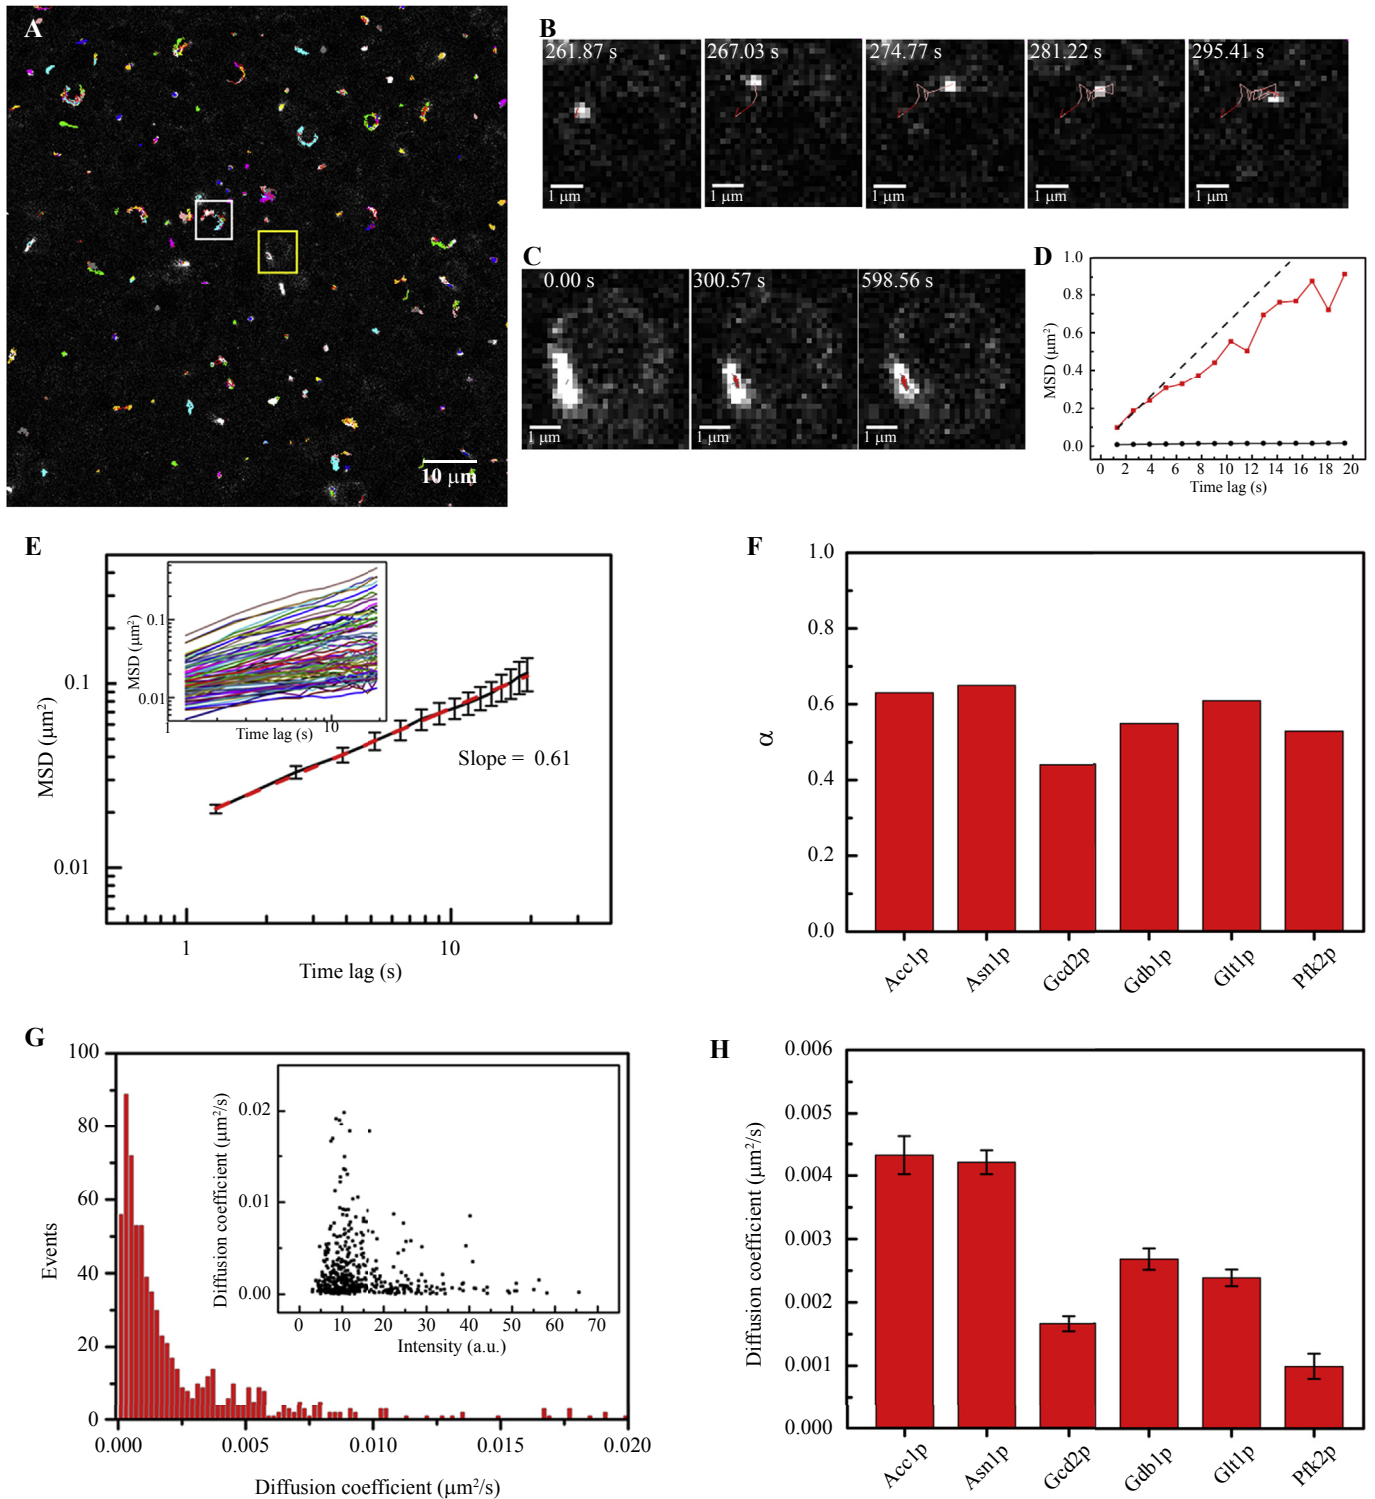 A
10 μm
B
261.87 s
267.03 s
274.77 s
281.22 s
295.41 s
1 μm
1 μm
1 μm
1 μm
1 μm
C
0.00 s
300.57 s
598.56 s
1 μm
1 μm
1 μm
D
1.0
0.8
0.6
0.4
0.2
0.0
MSD (μm²)
0 2 4 6 8 10 12 14 16 18 20
Time lag (s)
E
0.1
0.01
MSD (μm²)
1 10
Time lag (s)
Slope = 0.61
0.1
0.01
MSD (μm²)
1 10
Time lag (s)
F
1.0
0.8
0.6
0.4
0.2
0.0
α
Acc1p Asn1p Gcd2p Gdb1p Glt1p Pfk2p
G
100
80
60
40
20
0
Events
0.000 0.005 0.010 0.015 0.020
Diffusion coefficient (μm²/s)
0.02
0.01
0.00
Diffusion coefficient (μm²/s)
0 10 20 30 40 50 60 70
Intensity (a.u.)
H
0.006
0.005
0.004
0.003
0.002
0.001
0.000
Diffusion coefficient (μm²/s)
Acc1p Asn1p Gcd2p Gdb1p Glt1p Pfk2p